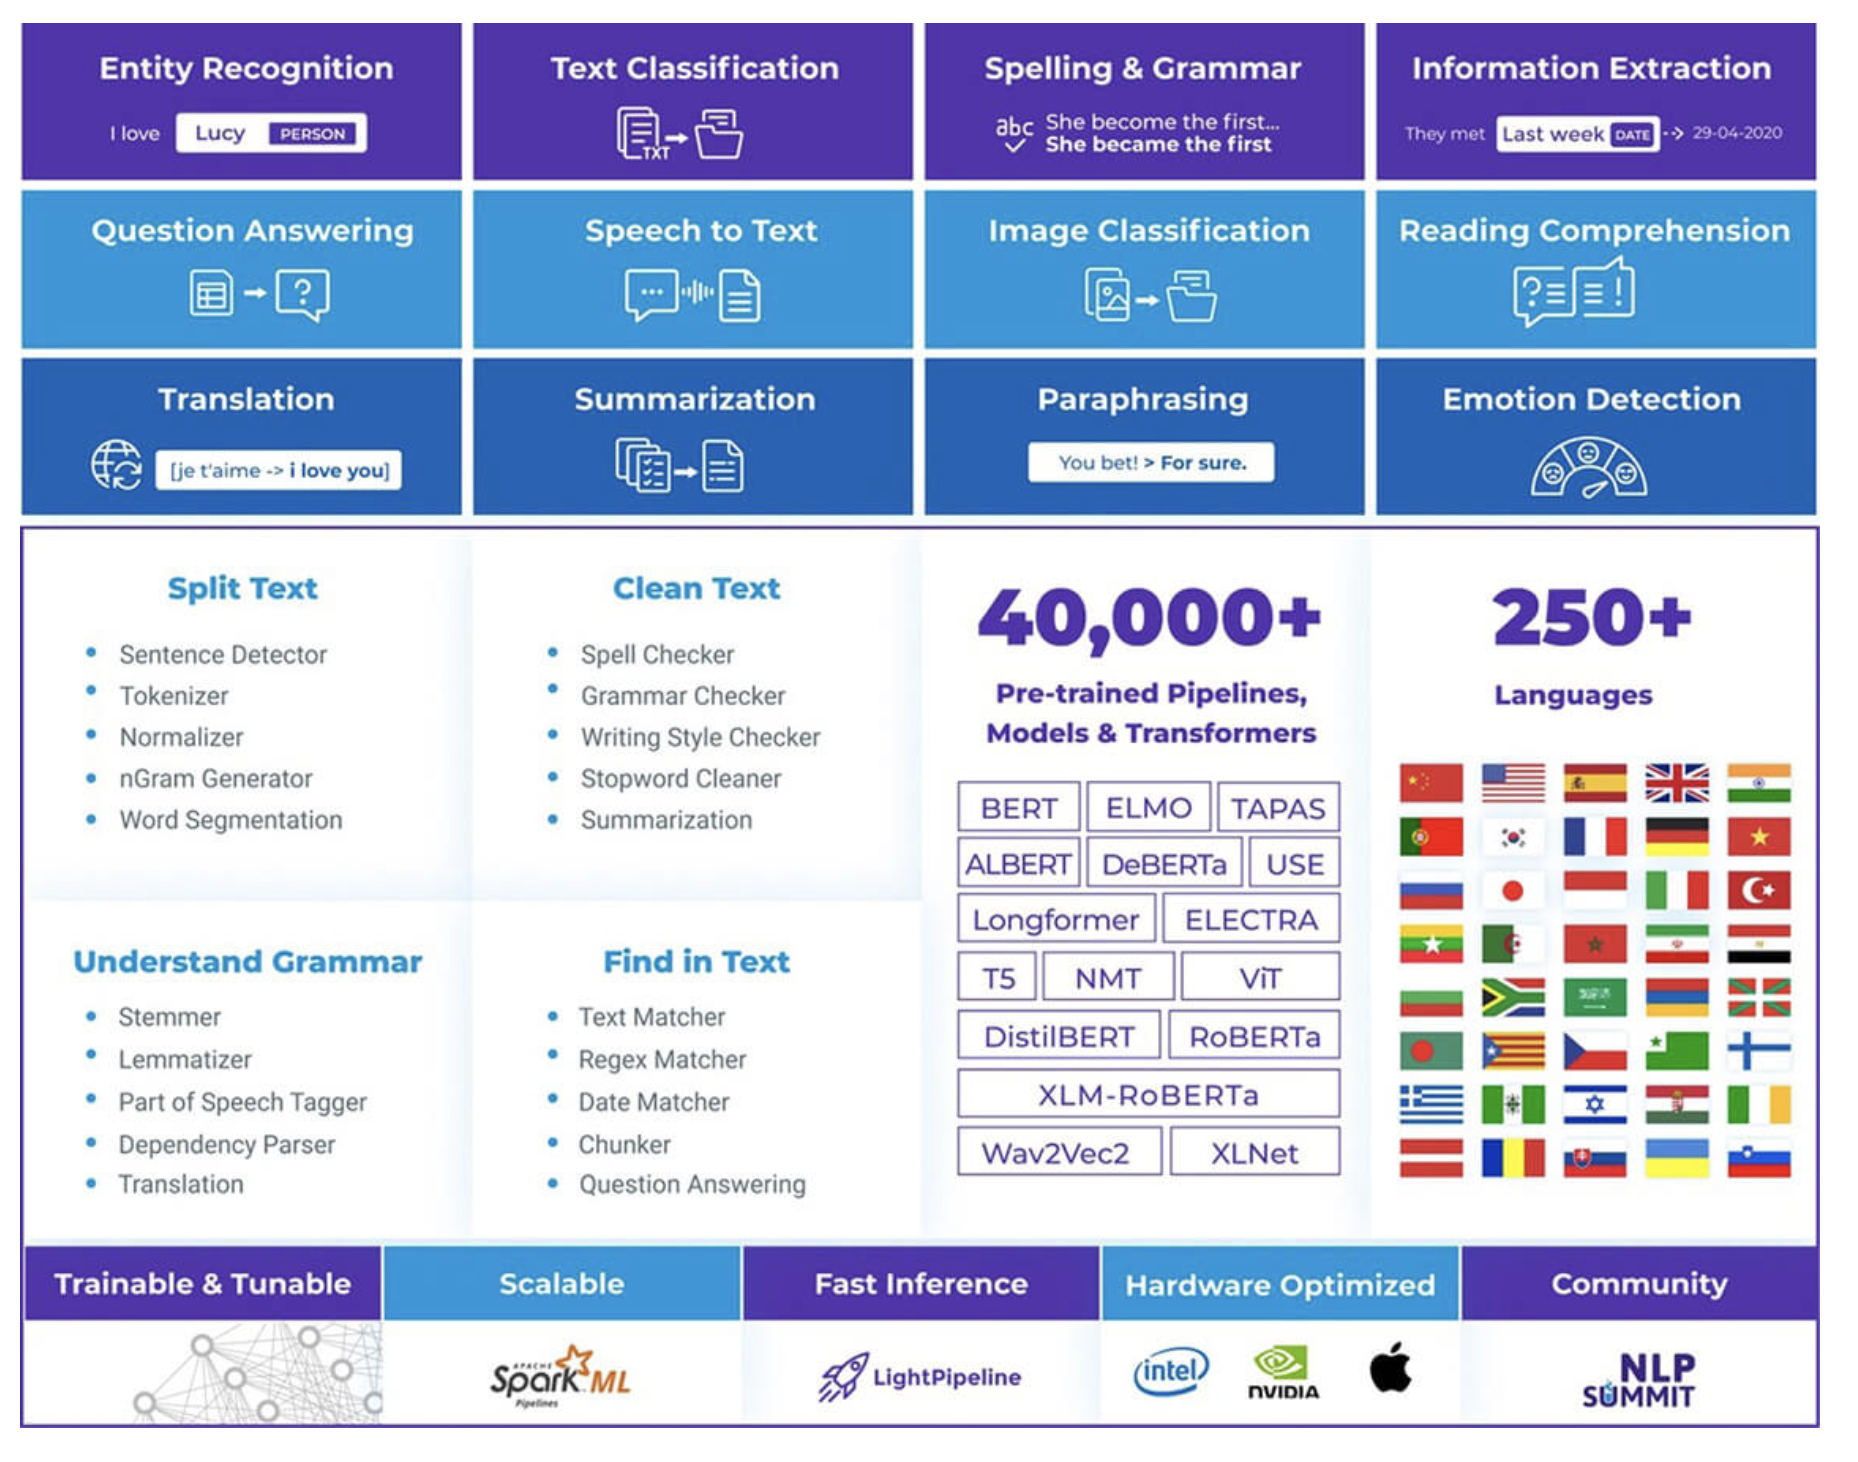 Entity Recognition
I love Lucy PERSON
Text Classification
TXT
Spelling & Grammar
abc She become the first...
She became the first
Information Extraction
They met Last week DATE --> 29-04-2020
Question Answering
?
Speech to Text
...
Image Classification
Reading Comprehension
? !
Translation
[je t'aime -> i love you]
Summarization
Paraphrasing
You bet! > For sure.
Emotion Detection
Split Text
• Sentence Detector
• Tokenizer
• Normalizer
• nGram Generator
• Word Segmentation
Clean Text
• Spell Checker
• Grammar Checker
• Writing Style Checker
• Stopword Cleaner
• Summarization
Understand Grammar
• Stemmer
• Lemmatizer
• Part of Speech Tagger
• Dependency Parser
• Translation
Find in Text
• Text Matcher
• Regex Matcher
• Date Matcher
• Chunker
• Question Answering
40,000+
Pre-trained Pipelines,
Models & Transformers
BERT ELMO TAPAS
ALBERT DeBERTa USE
Longformer ELECTRA
T5 NMT ViT
DistilBERT RoBERTa
XLM-RoBERTa
Wav2Vec2 XLNet
250+
Languages
Trainable & Tunable
Scalable
APACHE
Spark ML
Pipelines
Fast Inference
LightPipeline
Hardware Optimized
intel
NVIDIA
Community
NLP
SUMMIT